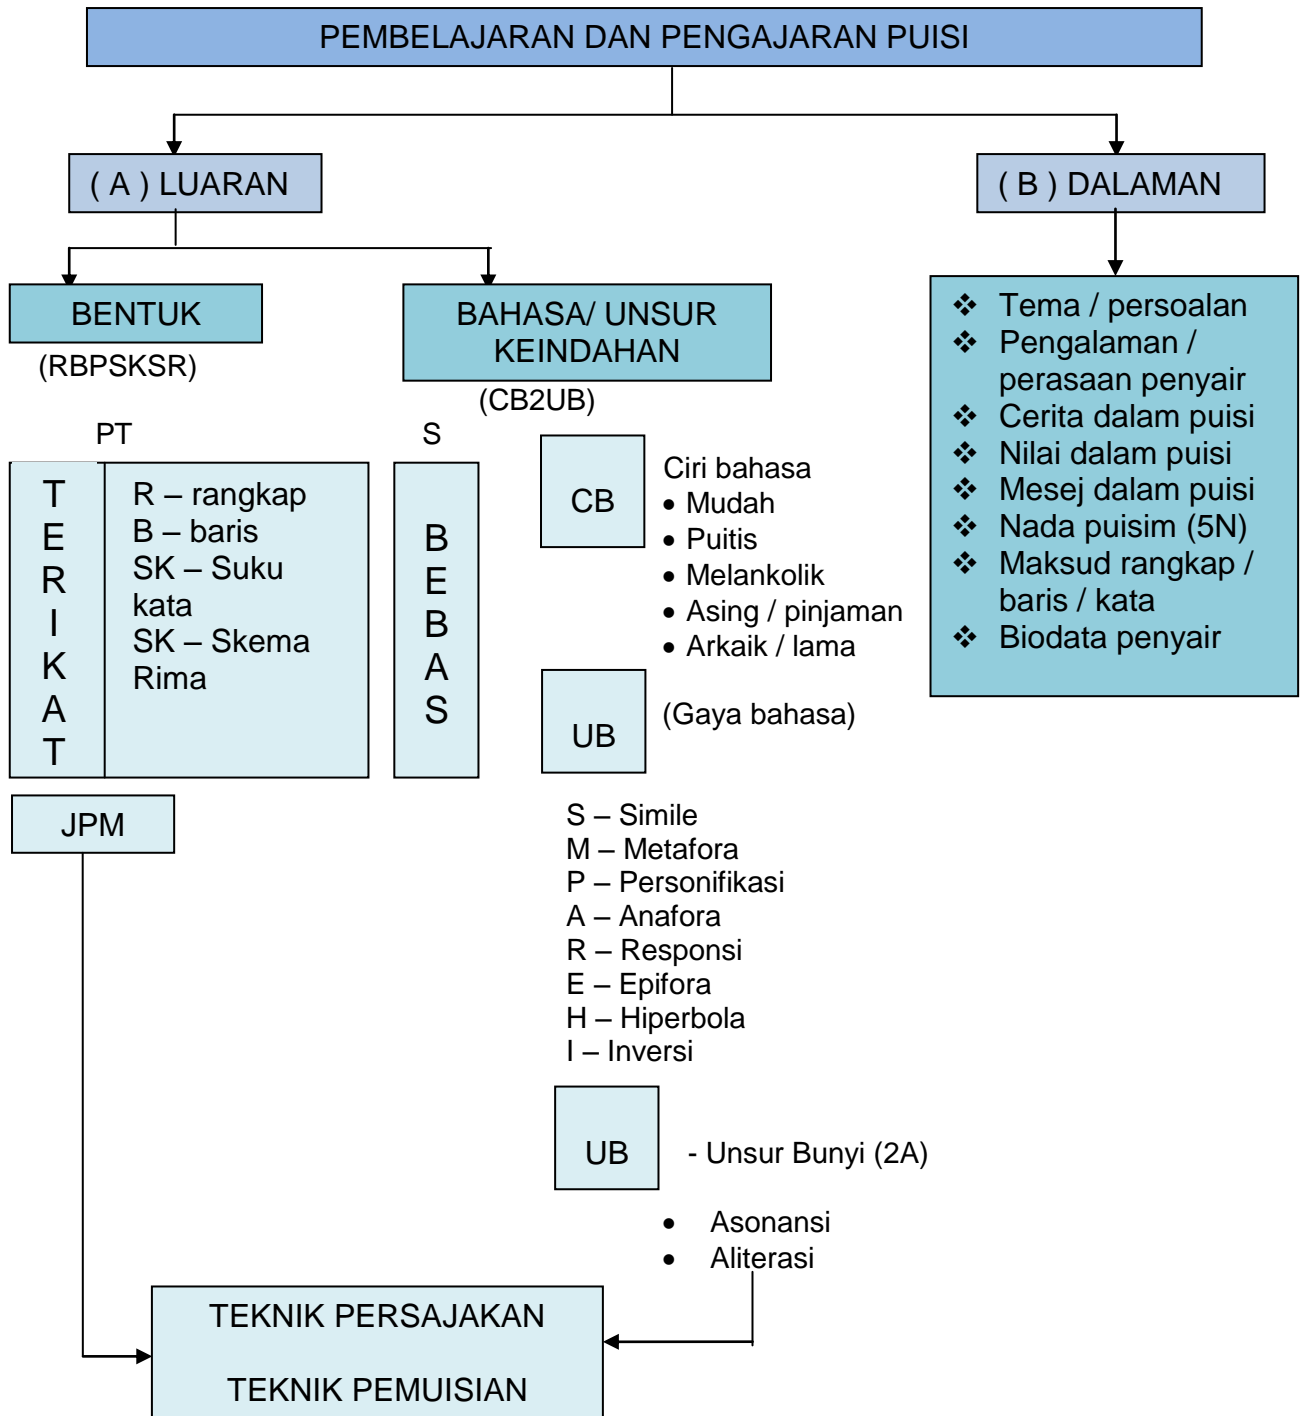 PEMBELAJARAN DAN PENGAJARAN PUISI
( A ) LUARAN
( B ) DALAMAN
BENTUK
(RBPSKSR)
BAHASA/ UNSUR
KEINDAHAN
(CB2UB)
❖ Tema / persoalan
❖ Pengalaman /
perasaan penyair
❖ Cerita dalam puisi
❖ Nilai dalam puisi
❖ Mesej dalam puisi
❖ Nada puisim (5N)
❖ Maksud rangkap /
baris / kata
❖ Biodata penyair
PT
T
E
R
I
K
A
T
R – rangkap
B – baris
SK – Suku
kata
SK – Skema
Rima
S
B
E
B
A
S
CB
Ciri bahasa
• Mudah
• Puitis
• Melankolik
• Asing / pinjaman
• Arkaik / lama
UB
(Gaya bahasa)
JPM
S – Simile
M – Metafora
P – Personifikasi
A – Anafora
R – Responsi
E – Epifora
H – Hiperbola
I – Inversi
UB
- Unsur Bunyi (2A)
• Asonansi
• Aliterasi
TEKNIK PERSAJAKAN
TEKNIK PEMUISIAN